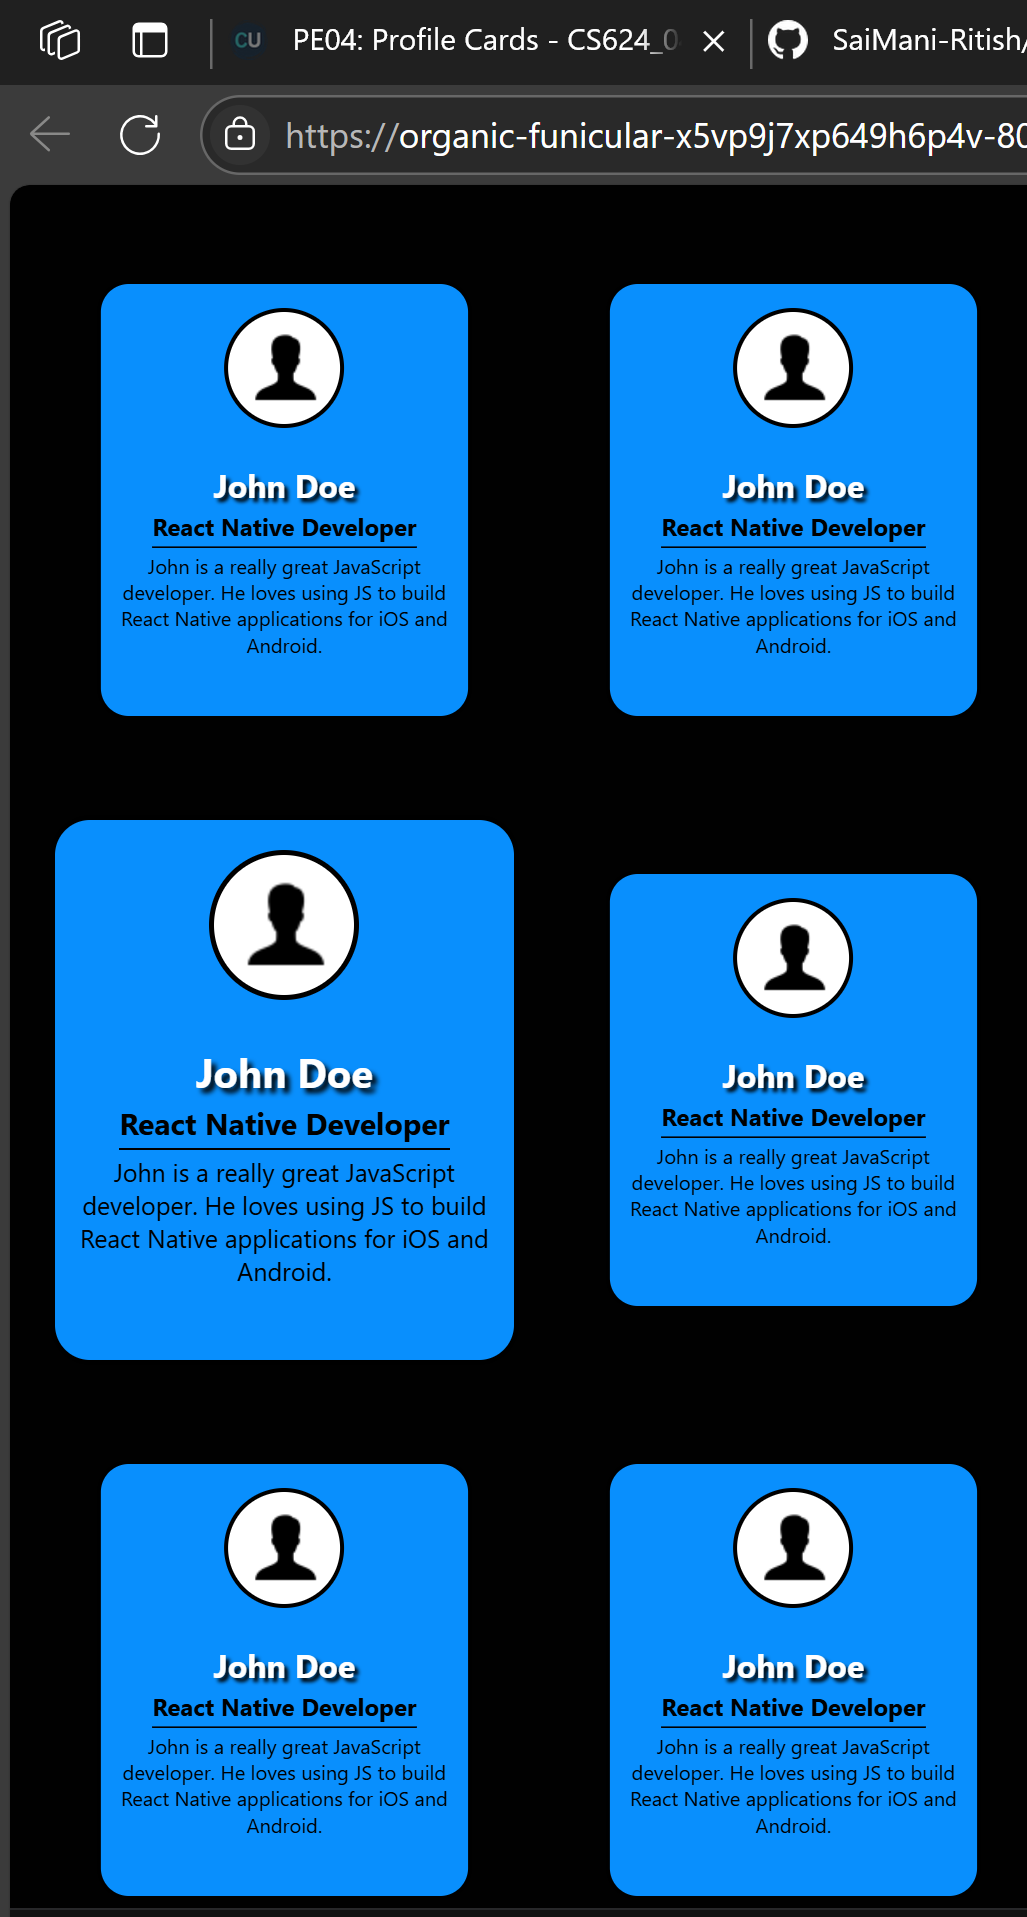 CU PE04: Profile Cards - CS624_0
SaiMani-Ritish/
https://organic-funicular-x5vp9j7xp649h6p4v-80
John Doe
React Native Developer
John is a really great JavaScript
developer. He loves using JS to build
React Native applications for iOS and
Android.
John Doe
React Native Developer
John is a really great JavaScript
developer. He loves using JS to build
React Native applications for iOS and
Android.
John Doe
React Native Developer
John is a really great JavaScript
developer. He loves using JS to build
React Native applications for iOS and
Android.
John Doe
React Native Developer
John is a really great JavaScript
developer. He loves using JS to build
React Native applications for iOS and
Android.
John Doe
React Native Developer
John is a really great JavaScript
developer. He loves using JS to build
React Native applications for iOS and
Android.
John Doe
React Native Developer
John is a really great JavaScript
developer. He loves using JS to build
React Native applications for iOS and
Android.